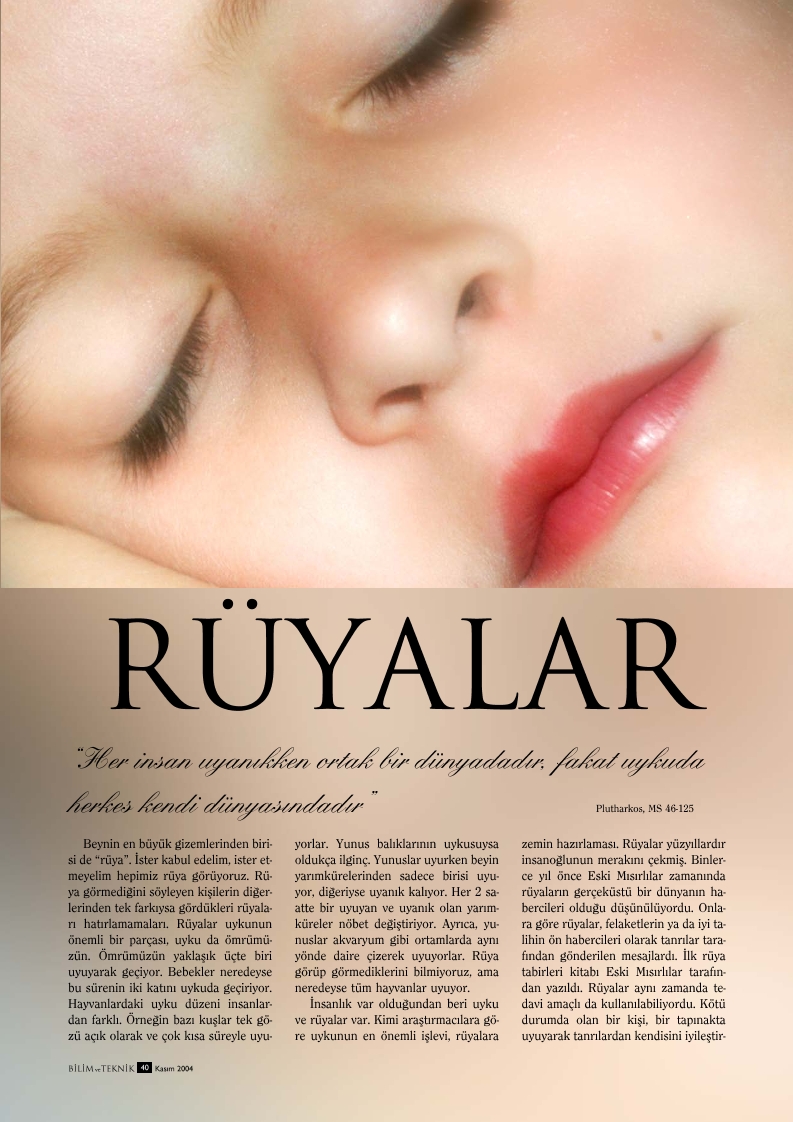 RÜYALAR
“Her insan uyanıkken ortak bir dünyadadır, fakat uykuda
herkes kendi dünyasındadır”
Plutharkos, MS 46-125
Beynin en büyük gizemlerinden biri-
si de “rüya”. İster kabul edelim, ister et-
meyelim hepimiz rüya görüyoruz. Rü-
ya görmediğini söyleyen kişilerin diğer-
lerinden tek farkıysa gördükleri rüyala-
rı hatırlamamaları. Rüyalar uykunun
önemli bir parçası, uyku da ömrümü-
zün. Ömrümüzün yaklaşık üçte biri
uyuyarak geçiyor. Bebekler neredeyse
bu sürenin iki katını uykuda geçiriyor.
Hayvanlardaki uyku düzeni insanlar-
dan farklı. Örneğin bazı kuşlar tek gö-
zü açık olarak ve çok kısa süreyle uyu-
yorlar. Yunus balıklarının uykusuysa
oldukça ilginç. Yunuslar uyurken beyin
yarımkürelerinden sadece birisi uyu-
yor, diğeriyse uyanık kalıyor. Her 2 sa-
atte bir uyuyan ve uyanık olan yarım-
küreler nöbet değiştiriyor. Ayrıca, yu-
nuslar akvaryum gibi ortamlarda aynı
yönde daire çizerek uyuyorlar. Rüya
görüp görmediklerini bilmiyoruz, ama
neredeyse tüm hayvanlar uyuyor.
İnsanlık var olduğundan beri uyku
ve rüyalar var. Kimi araştırmacılara gö-
re uykunun en önemli işlevi, rüyalara
zemin hazırlaması. Rüyalar yüzyıllardır
insanoğlunun merakını çekmiş. Binler-
ce yıl önce Eski Mısırlılar zamanında
rüyaların gerçeküstü bir dünyanın ha-
bercileri olduğu düşünülüyordu. Onla-
ra göre rüyalar, felaketlerin ya da iyi ta-
lihin ön habercileri olarak tanrılar tara-
fından gönderilen mesajlardı. İlk rüya
tabirleri kitabı Eski Mısırlılar tarafın-
dan yazıldı. Rüyalar aynı zamanda te-
davi amaçlı da kullanılabiliyordu. Kötü
durumda olan bir kişi, bir tapınakta
uyuyarak tanrılardan kendisini iyileştir-
BİLİM ve TEKNİK 40 Kasım 2004